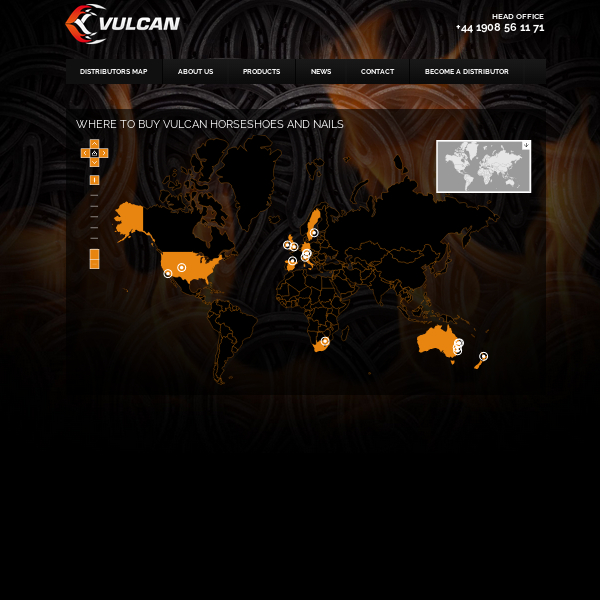 VULCAN
HEAD OFFICE
+44 1908 56 11 71
DISTRIBUTORS MAP
ABOUT US
PRODUCTS
NEWS
CONTACT
BECOME A DISTRIBUTOR
WHERE TO BUY VULCAN HORSESHOES AND NAILS